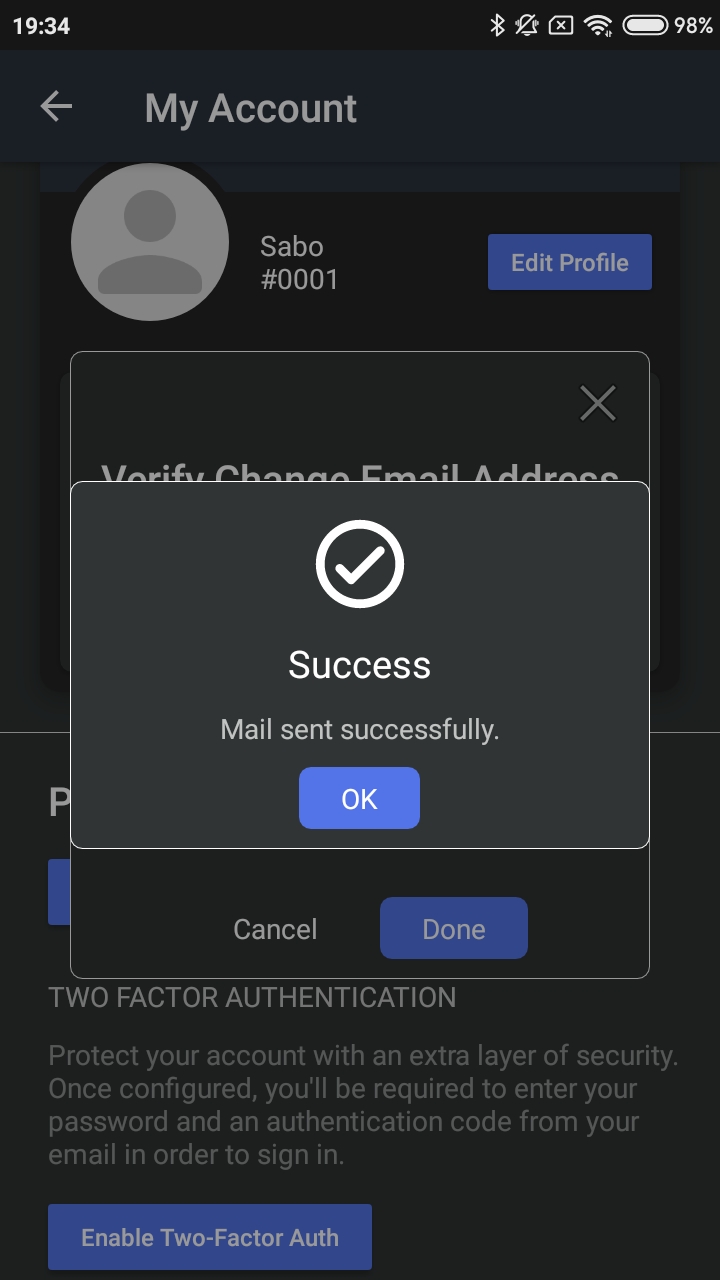 19:34
98%
My Account
Sabo
#0001
Edit Profile
Verify Change Email Address
Success
Mail sent successfully.
OK
P
Cancel
Done
TWO FACTOR AUTHENTICATION
Protect your account with an extra layer of security.
Once configured, you'll be required to enter your
password and an authentication code from your
email in order to sign in.
Enable Two-Factor Auth